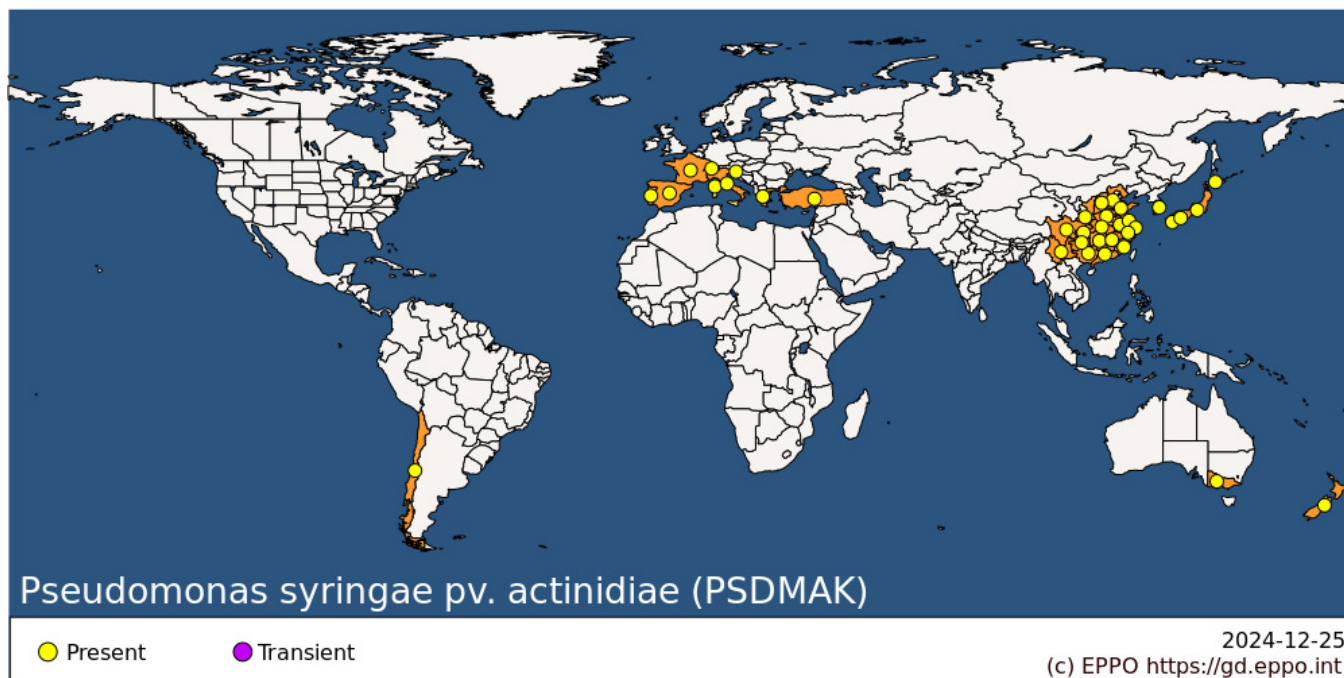 Pseudomonas syringae pv. actinidiae (PSDMAK)
Present
Transient
2024-12-25
(c) EPPO https://gd.eppo.int